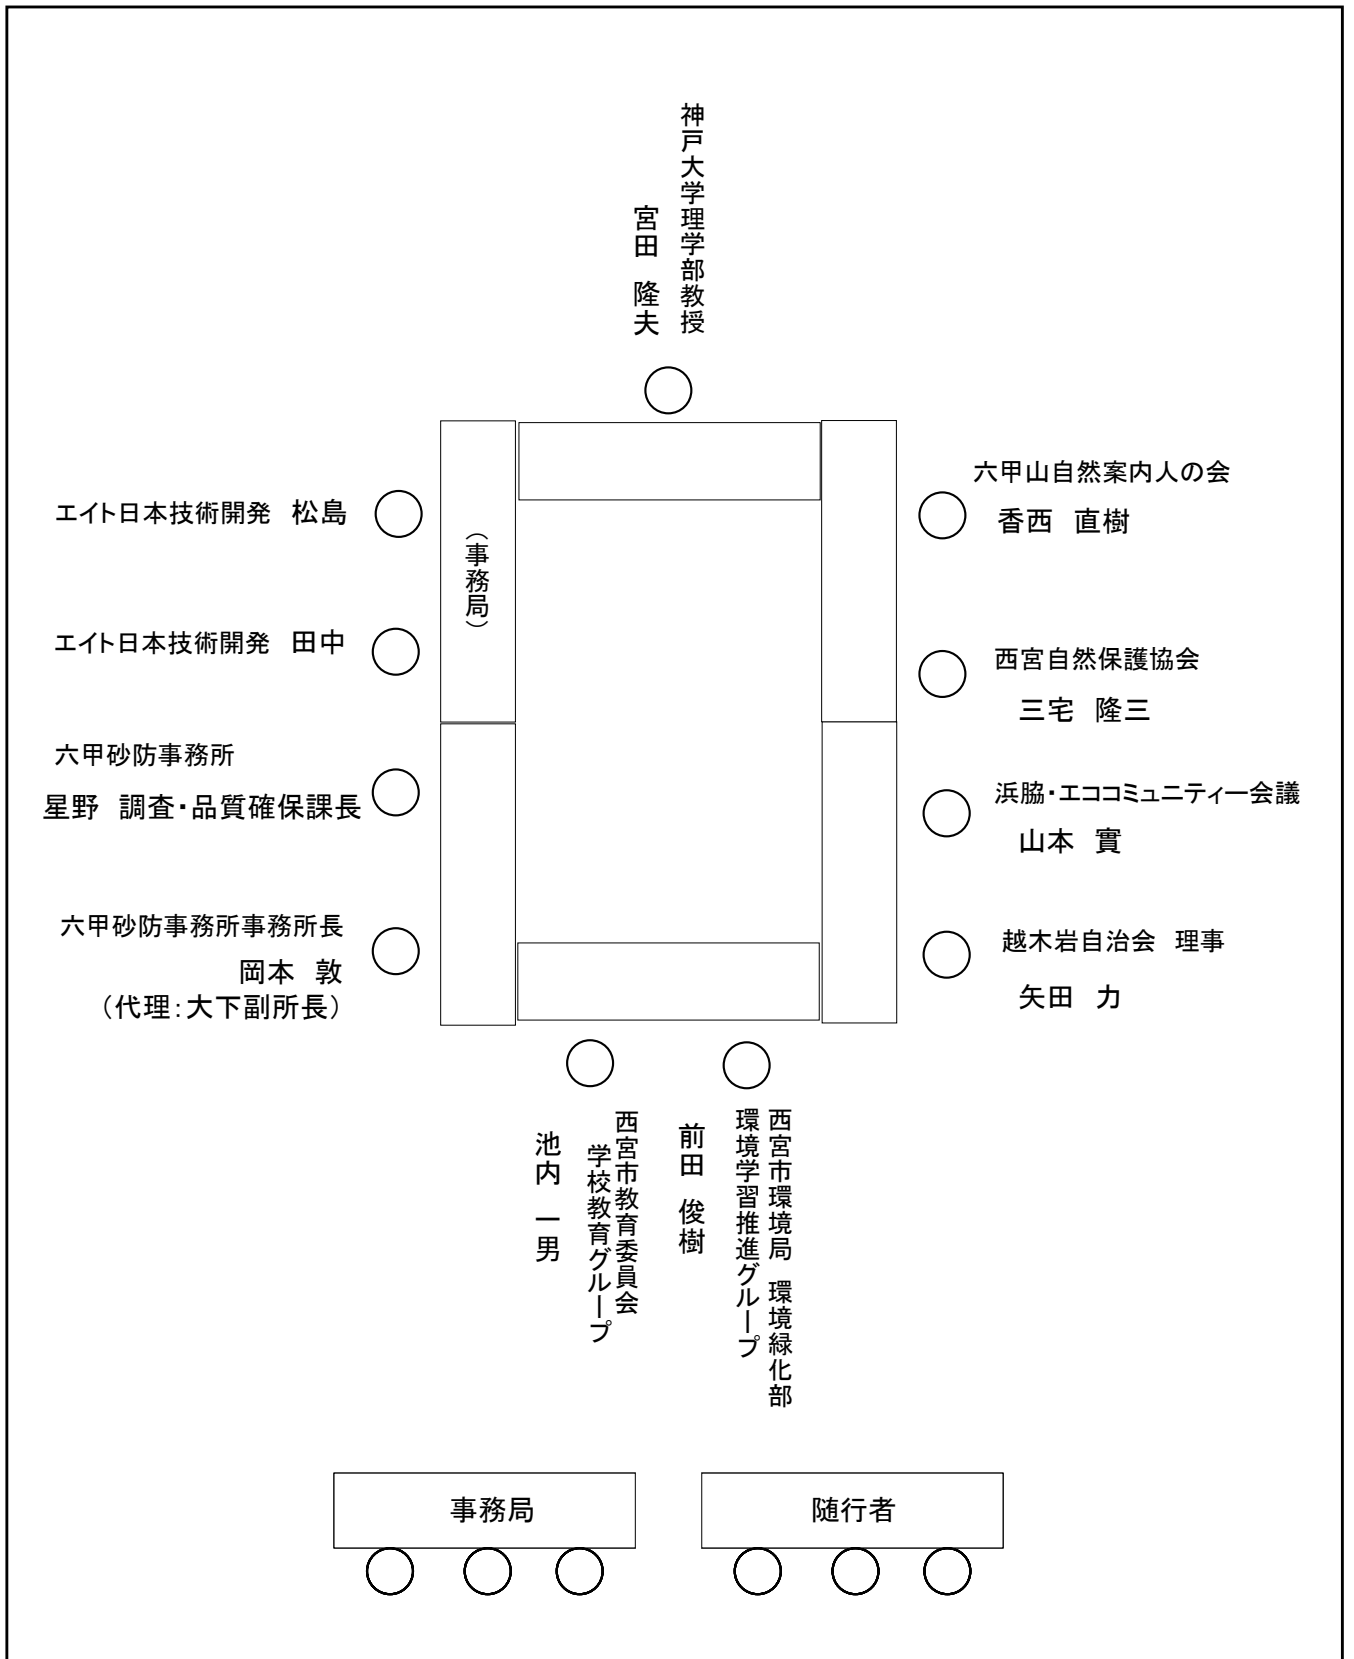 神戸大学理学部教授
宮田　隆夫
エイト日本技術開発　松島
エイト日本技術開発　田中
六甲砂防事務所
星野　調査・品質確保課長
六甲砂防事務所事務所長
岡本　敦
（代理：大下副所長）
（事務局）
六甲山自然案内人の会
香西　直樹
西宮自然保護協会
三宅　隆三
浜脇・エココミュニティー会議
山本　實
越木岩自治会　理事
矢田　力
西宮市環境局　環境緑化部
環境学習推進グループ
前田　俊樹
西宮市教育委員会
学校教育グループ
池内　一男
事務局
随行者